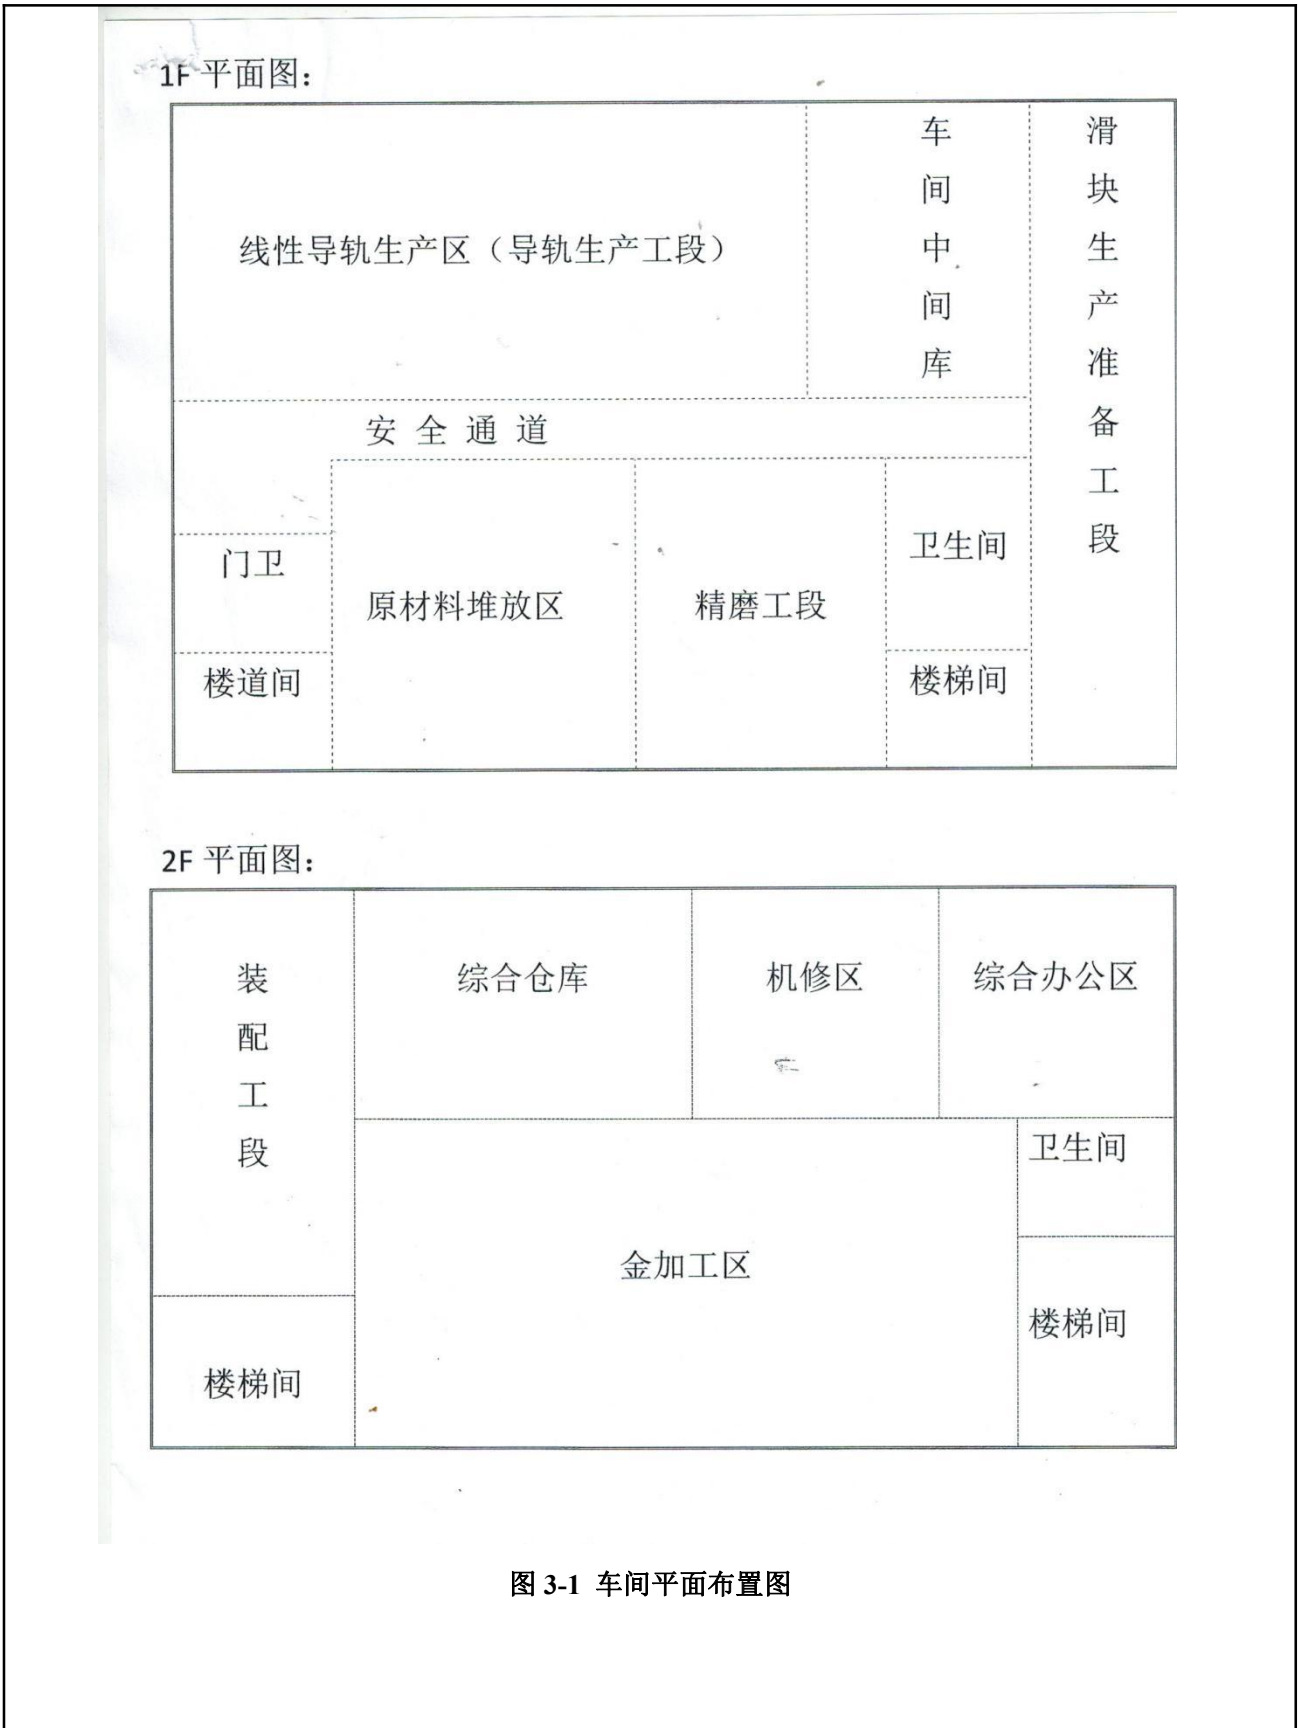 1F 平面图：
线性导轨生产区（导轨生产工段）
车间中间库
滑块生产准备工段
安全通道
门卫
楼道间
原材料堆放区
精磨工段
卫生间
楼梯间
2F 平面图：
装配工段
综合仓库
机修区
综合办公区
金加工区
卫生间
楼梯间
楼梯间
图 3-1 车间平面布置图